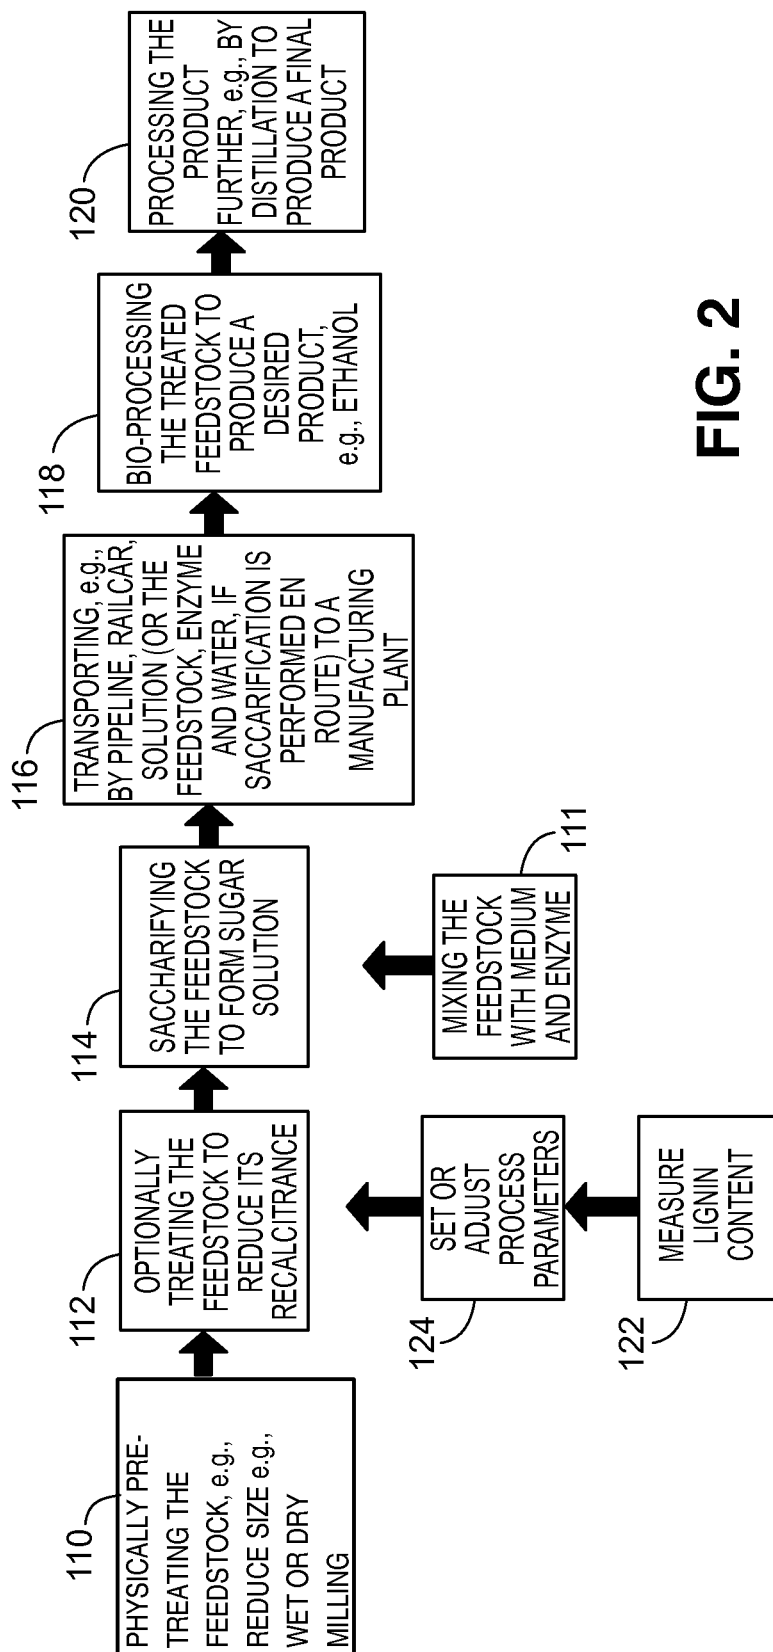 110
PHYSICALLY PRE-
TREATING THE
FEEDSTOCK, e.g.,
REDUCE SIZE e.g.,
WET OR DRY
MILLING
112
OPTIONALLY
TREATING THE
FEEDSTOCK TO
REDUCE ITS
RECALCITRANCE
114
SACCHARIFYING
THE FEEDSTOCK
TO FORM SUGAR
SOLUTION
116
TRANSPORTING, e.g.,
BY PIPELINE, RAILCAR,
SOLUTION (OR THE
FEEDSTOCK, ENZYME
AND WATER, IF
SACCARIFICATION IS
PERFORMED EN
ROUTE) TO A
MANUFACTURING
PLANT
118
BIO-PROCESSING
THE TREATED
FEEDSTOCK TO
PRODUCE A
DESIRED
PRODUCT,
e.g., ETHANOL
120
PROCESSING THE
PRODUCT
FURTHER, e.g., BY
DISTILLATION TO
PRODUCE A FINAL
PRODUCT
124
SET OR
ADJUST
PROCESS
PARAMETERS
122
MEASURE
LIGNIN
CONTENT
111
MIXING THE
FEEDSTOCK
WITH MEDIUM
AND ENZYME
FIG. 2